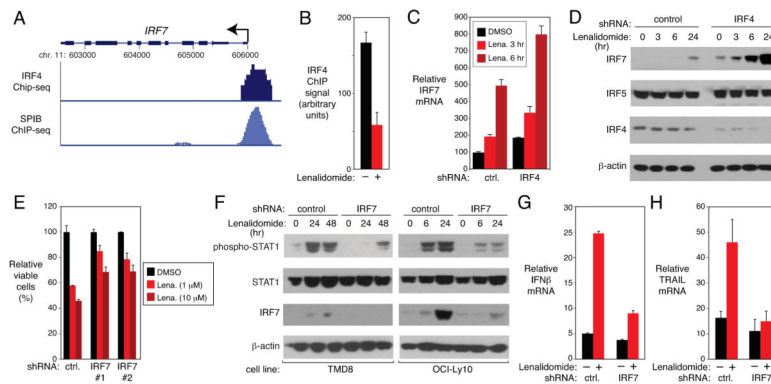 A
IRF7
chr. 11: 603000 604000 605000 606000
IRF4
Chip-seq
SPIB
ChIP-seq
B
IRF4
ChIP
signal
(arbitrary
units)
200
100
0
Lenalidomide: − +
C
DMSO
Lena. 3 hr
Lena. 6 hr
Relative
IRF7
mRNA
900
800
700
600
500
400
300
200
100
0
shRNA: ctrl. IRF4
D
shRNA: control IRF4
Lenalidomide: 0 3 6 24 0 3 6 24
(hr)
IRF7
IRF5
IRF4
β-actin
E
Relative
viable
cells
(%)
120
100
80
60
40
20
0
DMSO
Lena. (1 μM)
Lena. (10 μM)
shRNA: ctrl. IRF7 IRF7
#1 #2
F
shRNA: control IRF7 control IRF7
Lenalidomide: 0 24 48 0 24 48 0 6 24 0 6 24
(hr)
phospho-STAT1
STAT1
IRF7
β-actin
cell line: TMD8 OCI-Ly10
G
Relative
IFNβ
mRNA
30
25
20
15
10
5
0
Lenalidomide: − + − +
shRNA: ctrl. IRF7
H
Relative
TRAIL
mRNA
60
50
40
30
20
10
0
Lenalidomide: − + − +
shRNA: ctrl. IRF7